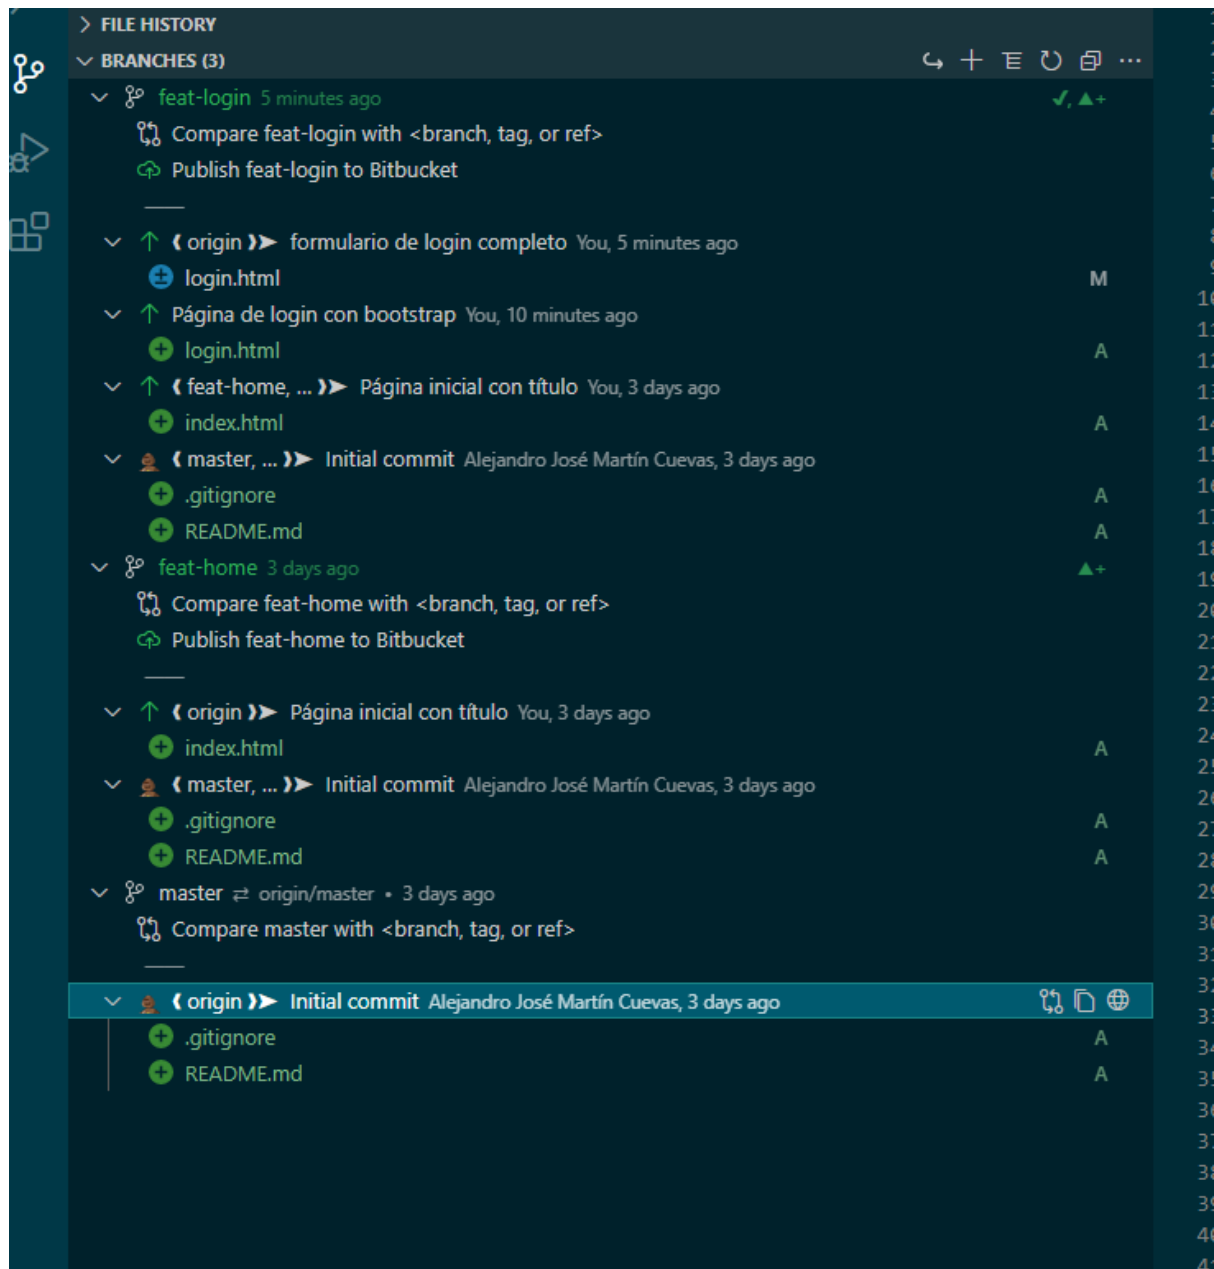 FILE HISTORY
BRANCHES (3)
feat-login 5 minutes ago
Compare feat-login with <branch, tag, or ref>
Publish feat-login to Bitbucket
❨ origin ❩➤ formulario de login completo You, 5 minutes ago
login.html M
Página de login con bootstrap You, 10 minutes ago
login.html A
❨ feat-home, ... ❩➤ Página inicial con título You, 3 days ago
index.html A
❨ master, ... ❩➤ Initial commit Alejandro José Martín Cuevas, 3 days ago
.gitignore A
README.md A
feat-home 3 days ago
Compare feat-home with <branch, tag, or ref>
Publish feat-home to Bitbucket
❨ origin ❩➤ Página inicial con título You, 3 days ago
index.html A
❨ master, ... ❩➤ Initial commit Alejandro José Martín Cuevas, 3 days ago
.gitignore A
README.md A
master ⇄ origin/master • 3 days ago
Compare master with <branch, tag, or ref>
❨ origin ❩➤ Initial commit Alejandro José Martín Cuevas, 3 days ago
.gitignore A
README.md A